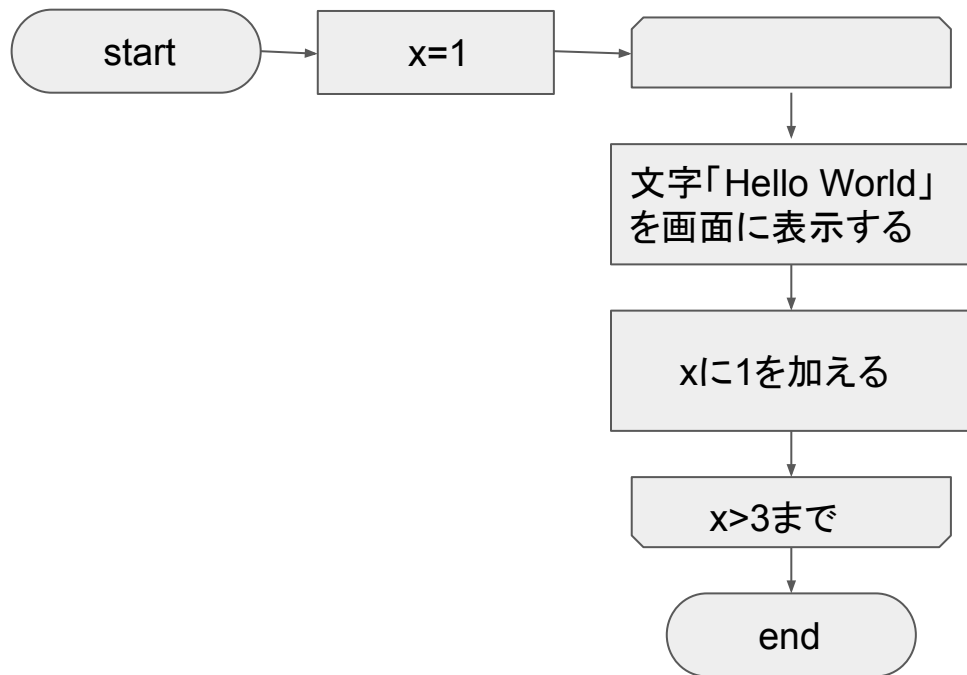 start
x=1
文字「Hello World」
を画面に表示する
xに1を加える
x>3まで
end